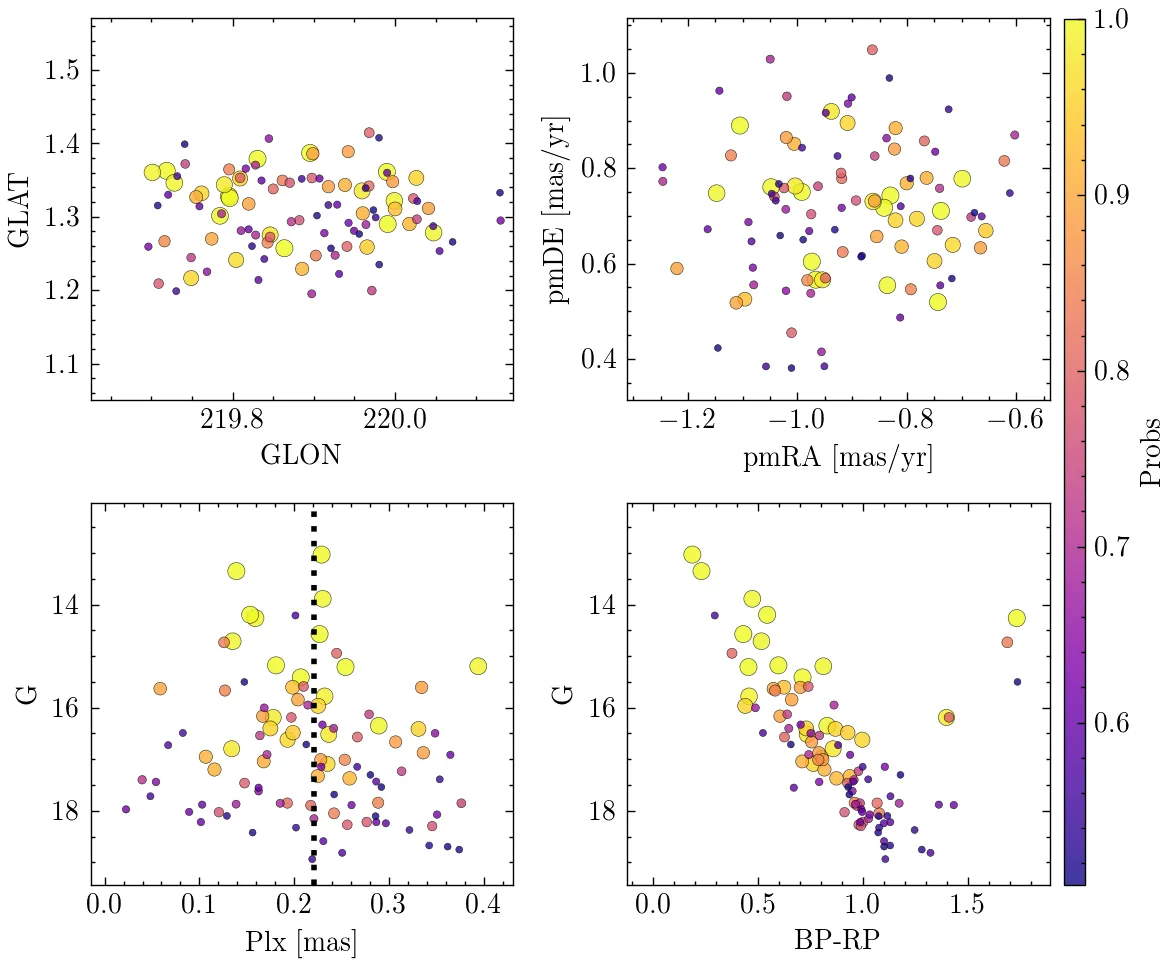 1.5
1.4
1.3
1.2
1.1
GLAT
219.8 220.0
GLON
1.0
0.8
0.6
0.4
pmDE [mas/yr]
−1.2 −1.0 −0.8 −0.6
pmRA [mas/yr]
1.0
0.9
0.8
0.7
0.6
Probs
14
16
18
G
0.0 0.1 0.2 0.3 0.4
Plx [mas]
14
16
18
G
0.0 0.5 1.0 1.5
BP-RP